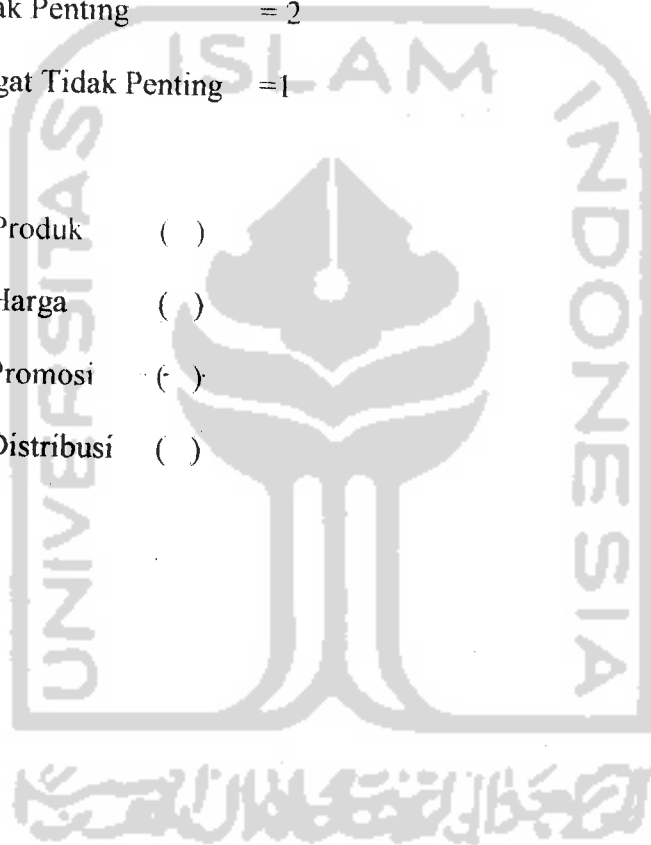 ak Penting = 2
gat Tidak Penting =1
Produk ( )
Harga ( )
Promosi ( )
Distribusi ( )
UNIVERSITAS
ISLAM
INDONESIA